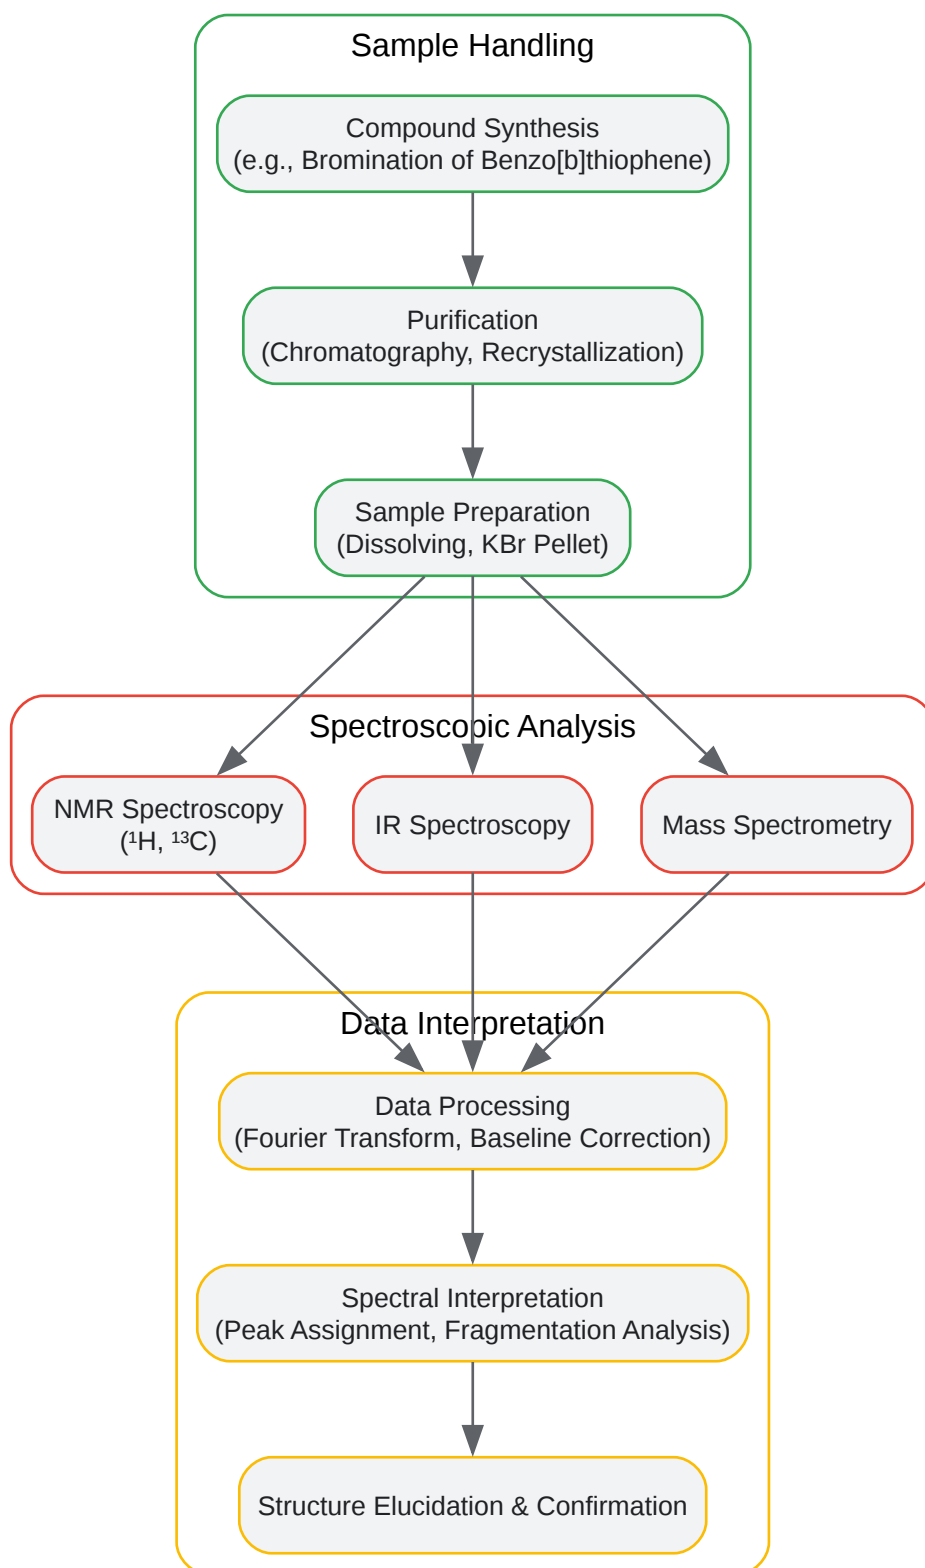 Sample Handling
Compound Synthesis
(e.g., Bromination of Benzo[b]thiophene)
Purification
(Chromatography, Recrystallization)
Sample Preparation
(Dissolving, KBr Pellet)
Spectroscopic Analysis
NMR Spectroscopy
(¹H, ¹³C)
IR Spectroscopy
Mass Spectrometry
Data Interpretation
Data Processing
(Fourier Transform, Baseline Correction)
Spectral Interpretation
(Peak Assignment, Fragmentation Analysis)
Structure Elucidation & Confirmation